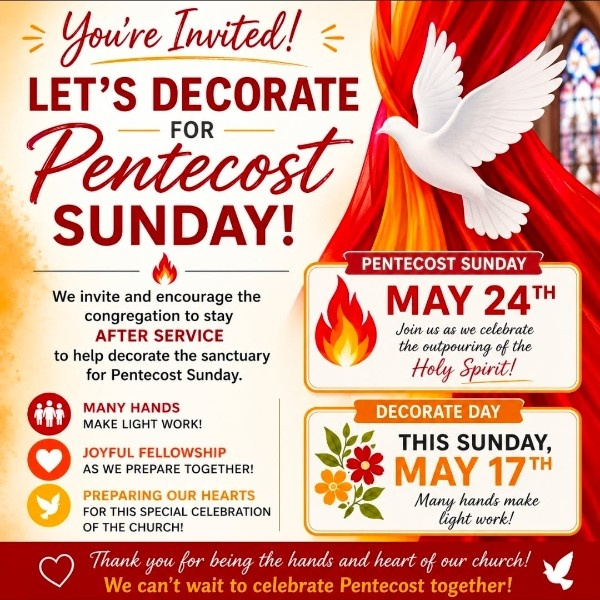 You're Invited!
LET'S DECORATE
FOR
Pentecost
SUNDAY!
We invite and encourage the
congregation to stay
AFTER SERVICE
to help decorate the sanctuary
for Pentecost Sunday.
MANY HANDS
MAKE LIGHT WORK!
JOYFUL FELLOWSHIP
AS WE PREPARE TOGETHER!
PREPARING OUR HEARTS
FOR THIS SPECIAL CELEBRATION
OF THE CHURCH!
PENTECOST SUNDAY
MAY 24TH
Join us as we celebrate
the outpouring of the
Holy Spirit!
DECORATE DAY
THIS SUNDAY,
MAY 17TH
Many hands make
light work!
Thank you for being the hands and heart of our church!
We can't wait to celebrate Pentecost together!